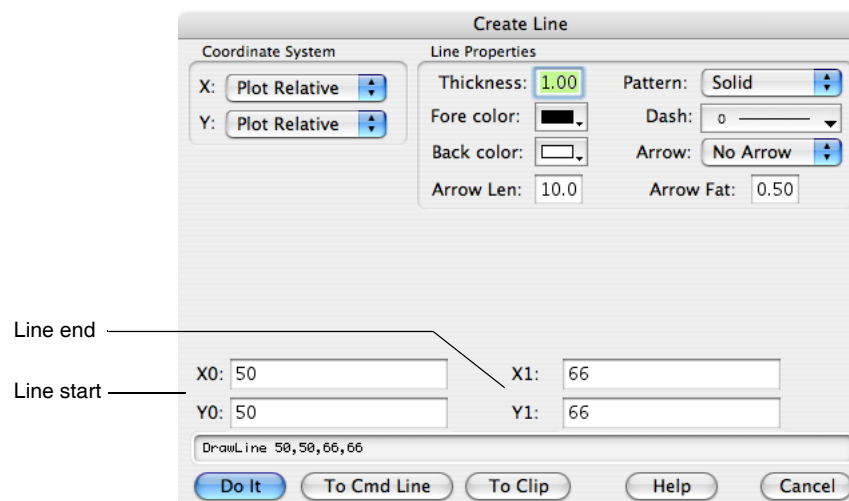 Create Line
Coordinate System
Line Properties
X: Plot Relative
Thickness: 1.00
Pattern: Solid
Y: Plot Relative
Fore color:
Dash: 0
Back color:
Arrow: No Arrow
Arrow Len: 10.0
Arrow Fat: 0.50
Line end
Line start
X0: 50
X1: 66
Y0: 50
Y1: 66
DrawLine 50,50,66,66
Do It
To Cmd Line
To Clip
Help
Cancel